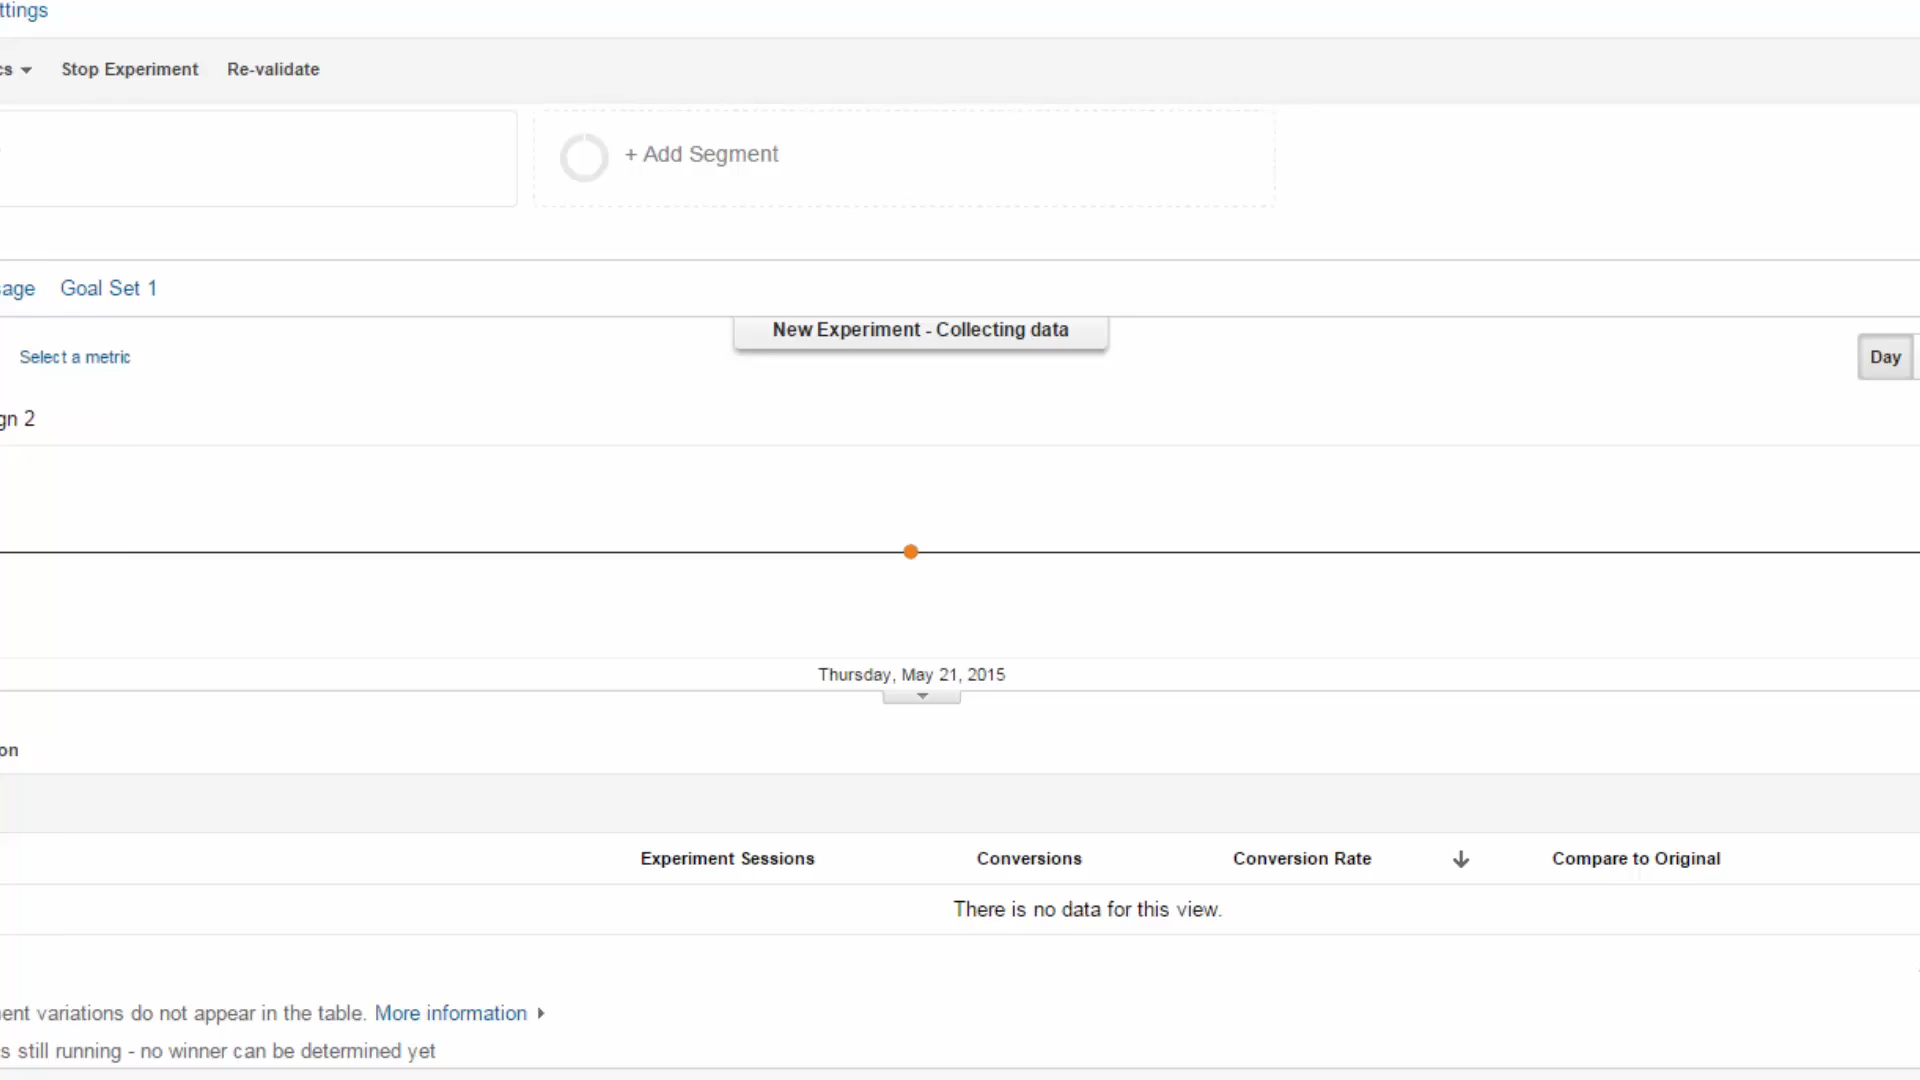 ttings
cs Stop Experiment Re-validate
+ Add Segment
age Goal Set 1
New Experiment - Collecting data
Select a metric
Day
gn 2
Thursday, May 21, 2015
on
Experiment Sessions Conversions Conversion Rate Compare to Original
There is no data for this view.
ent variations do not appear in the table. More information
s still running - no winner can be determined yet